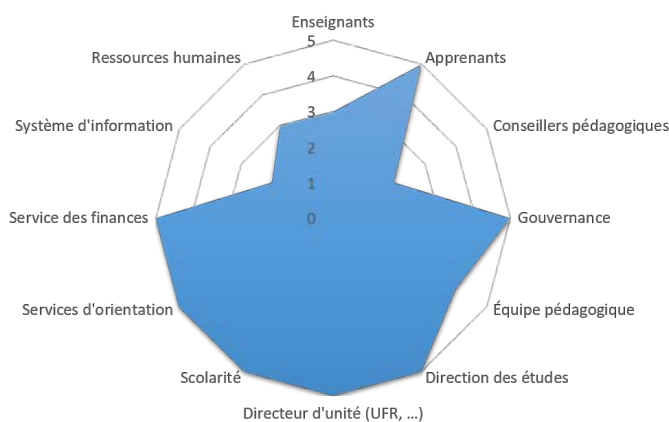 Enseignants
5
Ressources humaines
Apprenants
4
Système d'information
3
Conseillers pédagogiques
2
1
Service des finances
0
Gouvernance
Services d'orientation
Équipe pédagogique
Scolarité
Direction des études
Directeur d'unité (UFR, ...)